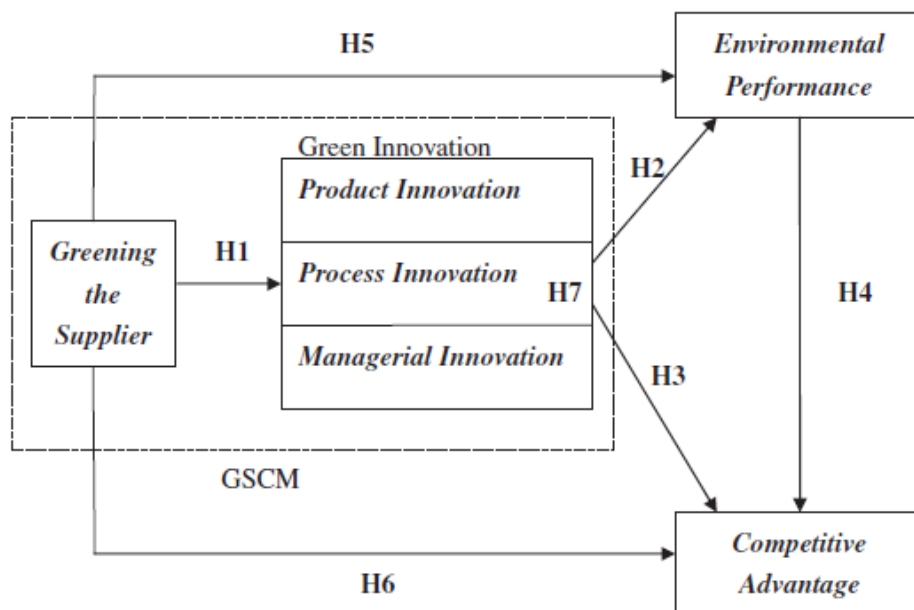 H5
Environmental
Performance
Green Innovation
Product Innovation
H2
Greening
the
Supplier
H1
Process Innovation
H7
H4
Managerial Innovation
H3
GSCM
Competitive
Advantage
H6